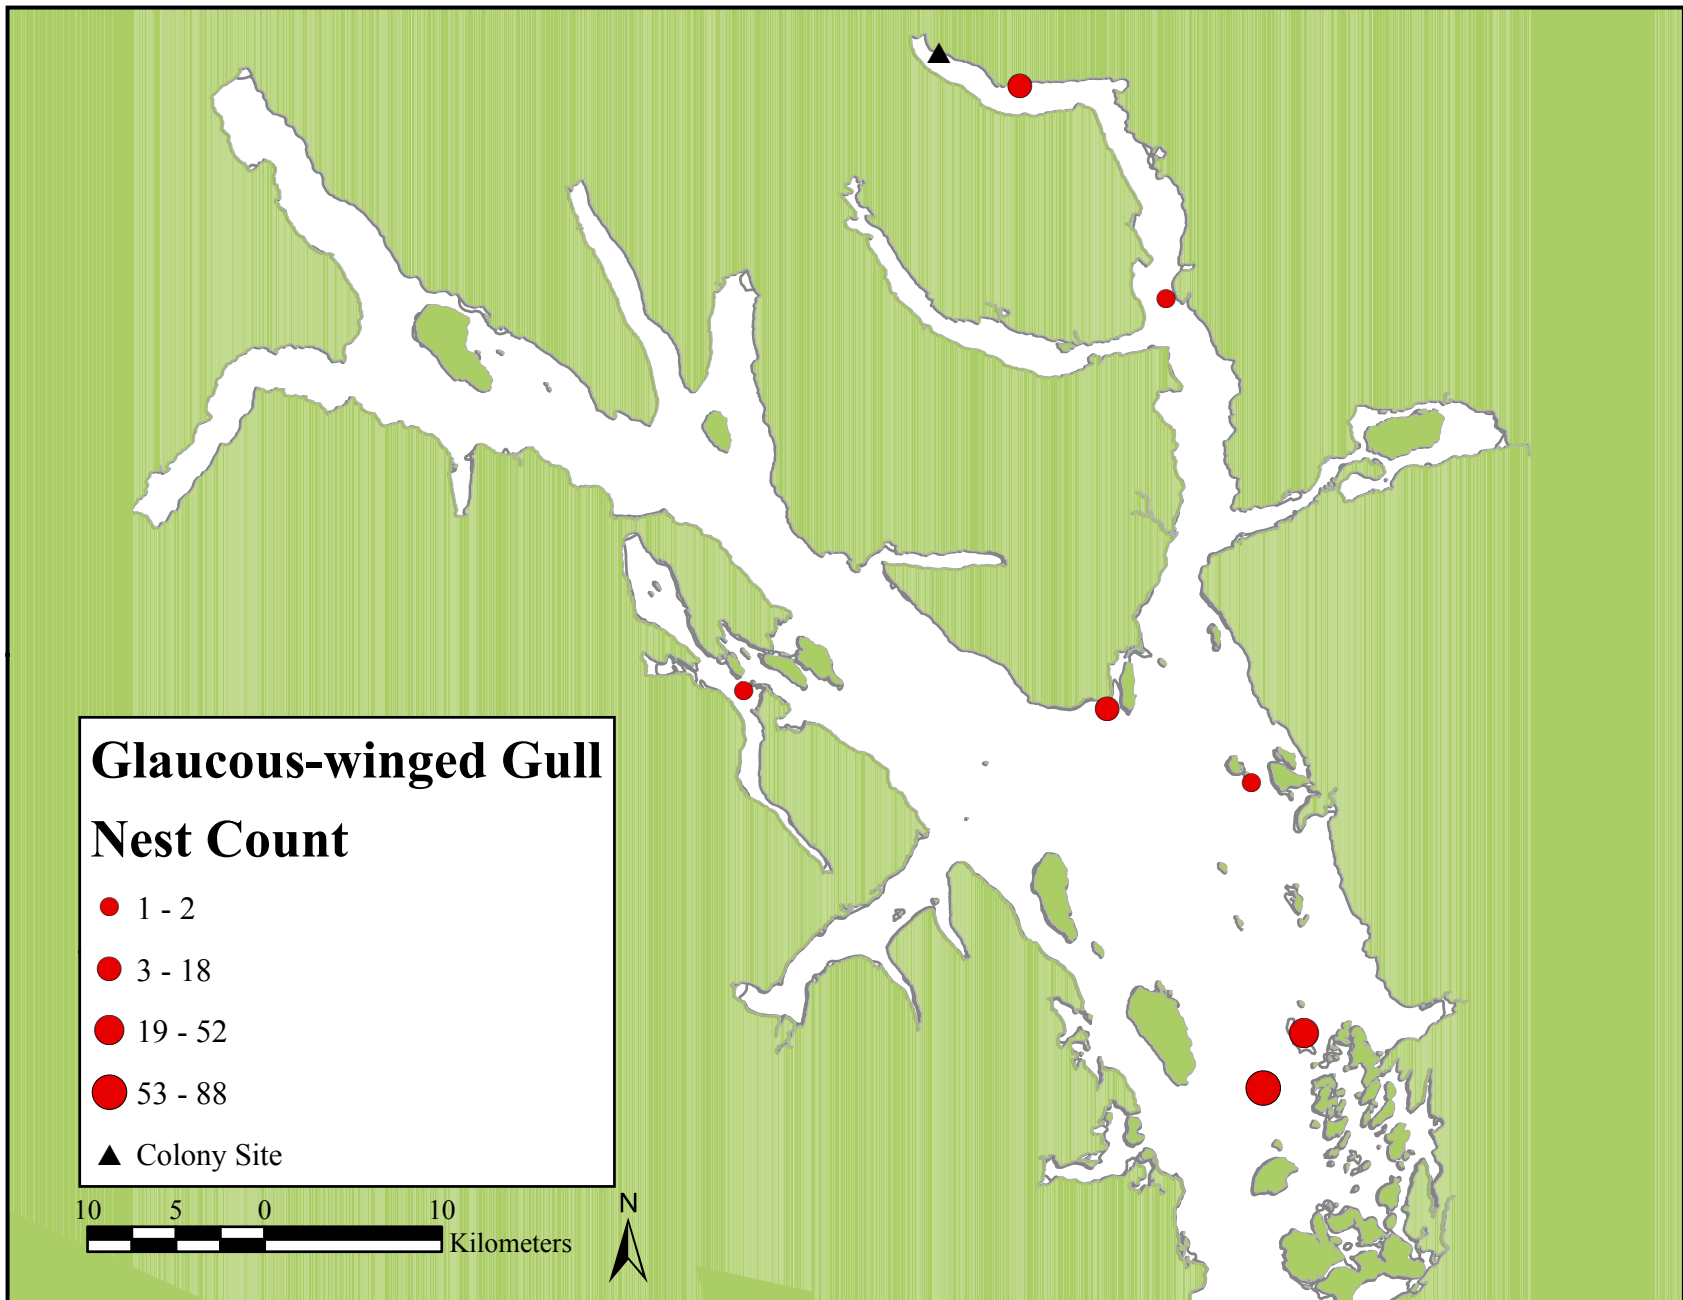 Glaucous-winged Gull
Nest Count
1 - 2
3 - 18
19 - 52
53 - 88
Colony Site
10 5 0 10
Kilometers
N